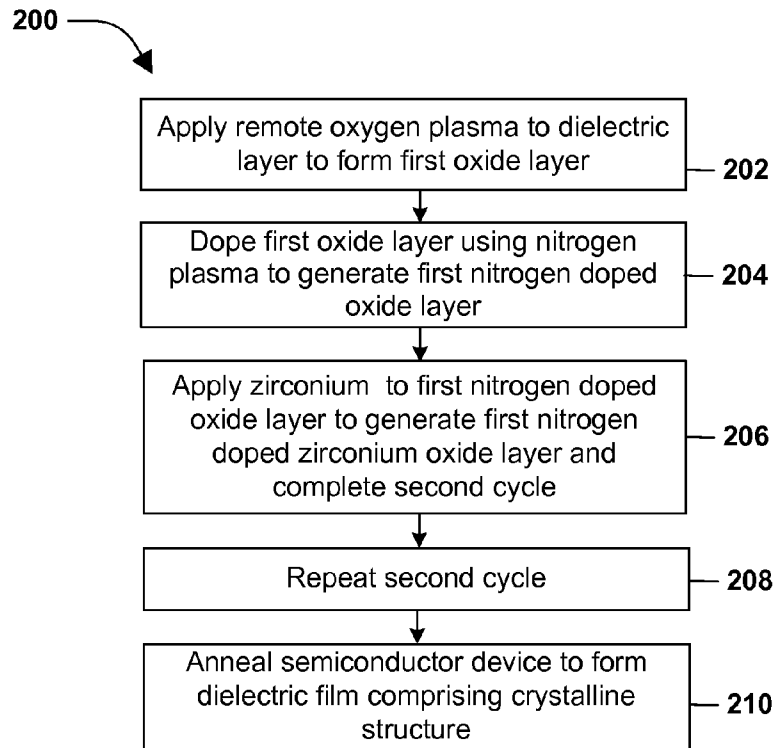 200
Apply remote oxygen plasma to dielectric
layer to form first oxide layer
202
Dope first oxide layer using nitrogen
plasma to generate first nitrogen doped
oxide layer
204
Apply zirconium to first nitrogen doped
oxide layer to generate first nitrogen
doped zirconium oxide layer and
complete second cycle
206
Repeat second cycle
208
Anneal semiconductor device to form
dielectric film comprising crystalline
structure
210